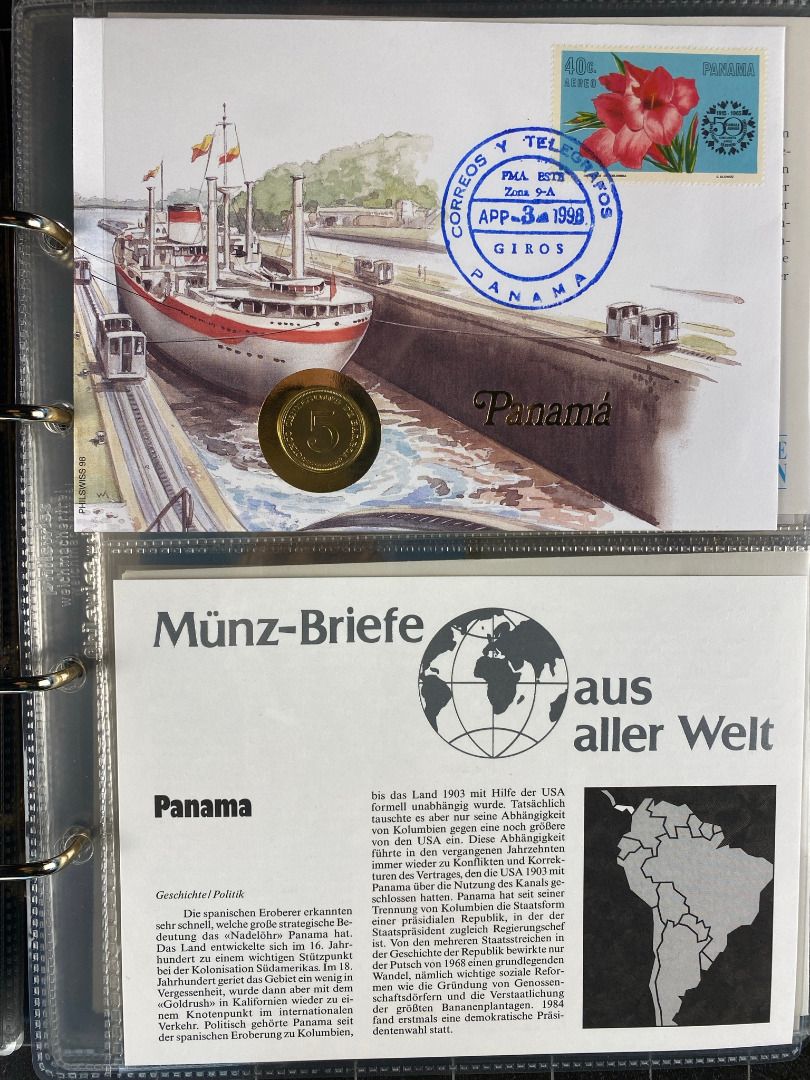 40c.
AEREO
PANAMA
1915-1965
50
CORREOS Y TELEGRAFOS
PMA. ESTE
Zona 9-A
APP -3- 1998
GIROS
PANAMA
5
Panamá
PHILSWISS 96
Münz-Briefe
aus
aller Welt
Panama
Geschichte/Politik
Die spanischen Eroberer erkannten
sehr schnell, welche große strategische Be-
deutung das «Nadelöhr» Panama hat.
Das Land entwickelte sich im 16. Jahr-
hundert zu einem wichtigen Stützpunkt
bei der Kolonisation Südamerikas. Im 18.
Jahrhundert geriet das Gebiet ein wenig in
Vergessenheit, wurde dann aber mit dem
«Goldrush» in Kalifornien wieder zu ei-
nem Knotenpunkt im internationalen
Verkehr. Politisch gehörte Panama seit
der spanischen Eroberung zu Kolumbien,
bis das Land 1903 mit Hilfe der USA
formell unabhängig wurde. Tatsächlich
tauschte es aber nur seine Abhängigkeit
von Kolumbien gegen eine noch größere
von den USA ein. Diese Abhängigkeit
führte in den vergangenen Jahrzehnten
immer wieder zu Konflikten und Korrek-
turen des Vertrages, den die USA 1903 mit
Panama über die Nutzung des Kanals ge-
schlossen hatten. Panama hat seit seiner
Trennung von Kolumbien die Staatsform
einer präsidialen Republik, in der der
Staatspräsident zugleich Regierungschef
ist. Von den mehreren Staatsstreichen in
der Geschichte der Republik bewirkte nur
der Putsch von 1968 einen grundlegenden
Wandel, nämlich wichtige soziale Refor-
men wie die Gründung von Genossen-
schaftsdörfern und die Verstaatlichung
der größten Bananenplantagen. 1984
fand erstmals eine demokratische Präsi-
dentenwahl statt.